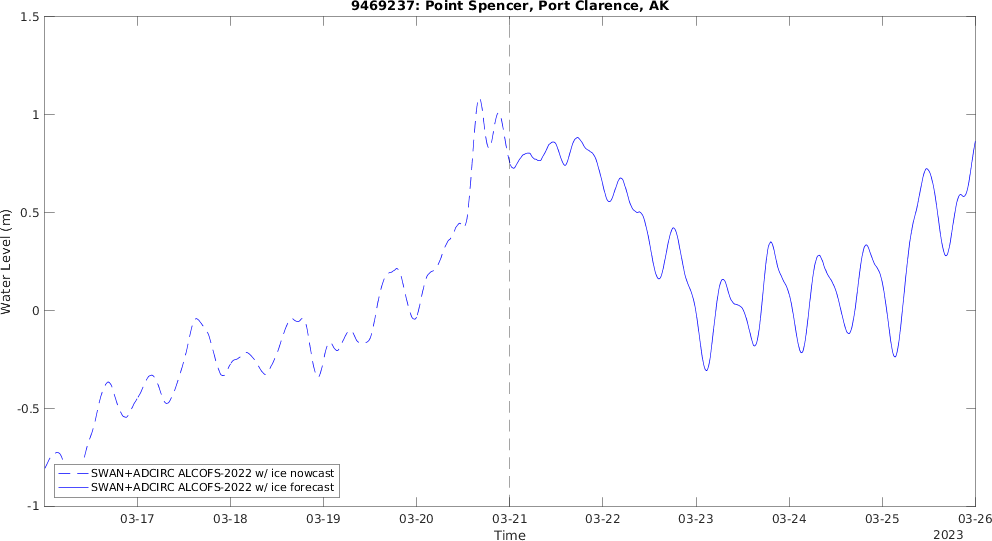 9469237: Point Spencer, Port Clarence, AK
1.5
1
0.5
0
-0.5
-1
Water Level (m)
SWAN+ADCIRC ALCOFS-2022 w/ ice nowcast
SWAN+ADCIRC ALCOFS-2022 w/ ice forecast
03-17 03-18 03-19 03-20 03-21 03-22 03-23 03-24 03-25 03-26
Time
2023